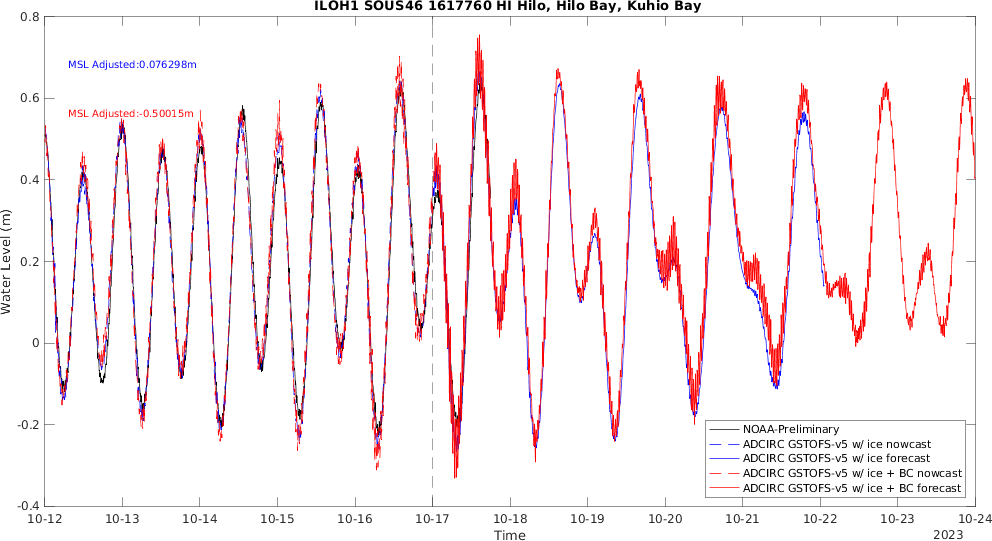 ILOH1 SOUS46 1617760 HI Hilo, Hilo Bay, Kuhio Bay
0.8
MSL Adjusted:0.076298m
0.6
MSL Adjusted:-0.50015m
0.4
Water Level (m)
0.2
0
-0.2
NOAA-Preliminary
ADCIRC GSTOFS-v5 w/ ice nowcast
ADCIRC GSTOFS-v5 w/ ice forecast
ADCIRC GSTOFS-v5 w/ ice + BC nowcast
ADCIRC GSTOFS-v5 w/ ice + BC forecast
-0.4
10-12 10-13 10-14 10-15 10-16 10-17 10-18 10-19 10-20 10-21 10-22 10-23 10-24
Time
2023